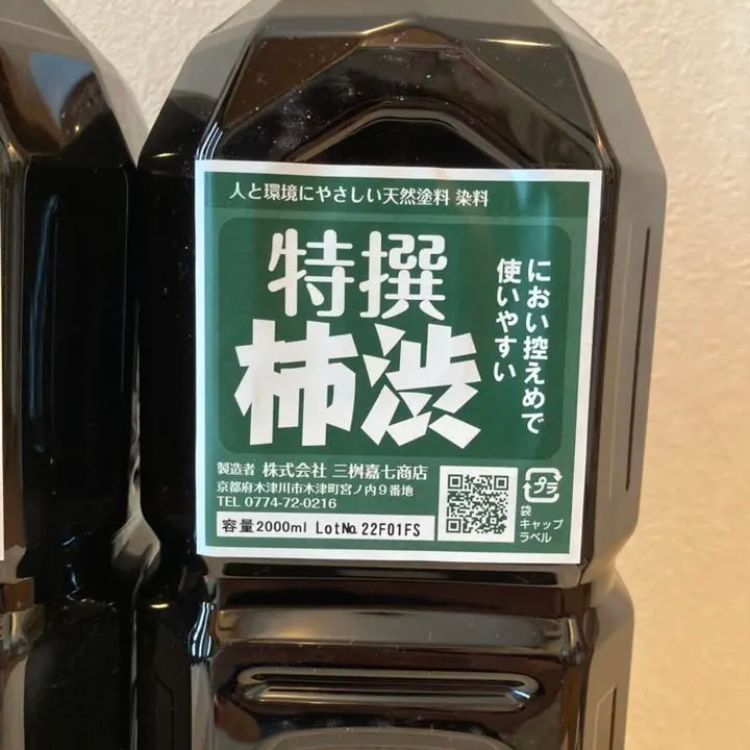 人と環境にやさしい天然塗料 染料
特撰
柿渋
におい控えめで
使いやすい
製造者 株式会社 三桝嘉七商店
京都府木津川市木津町宮ノ内9番地
TEL 0774-72-0216
容量2000ml LotNo.22F01FS
プラ
袋
キャップ
ラベル